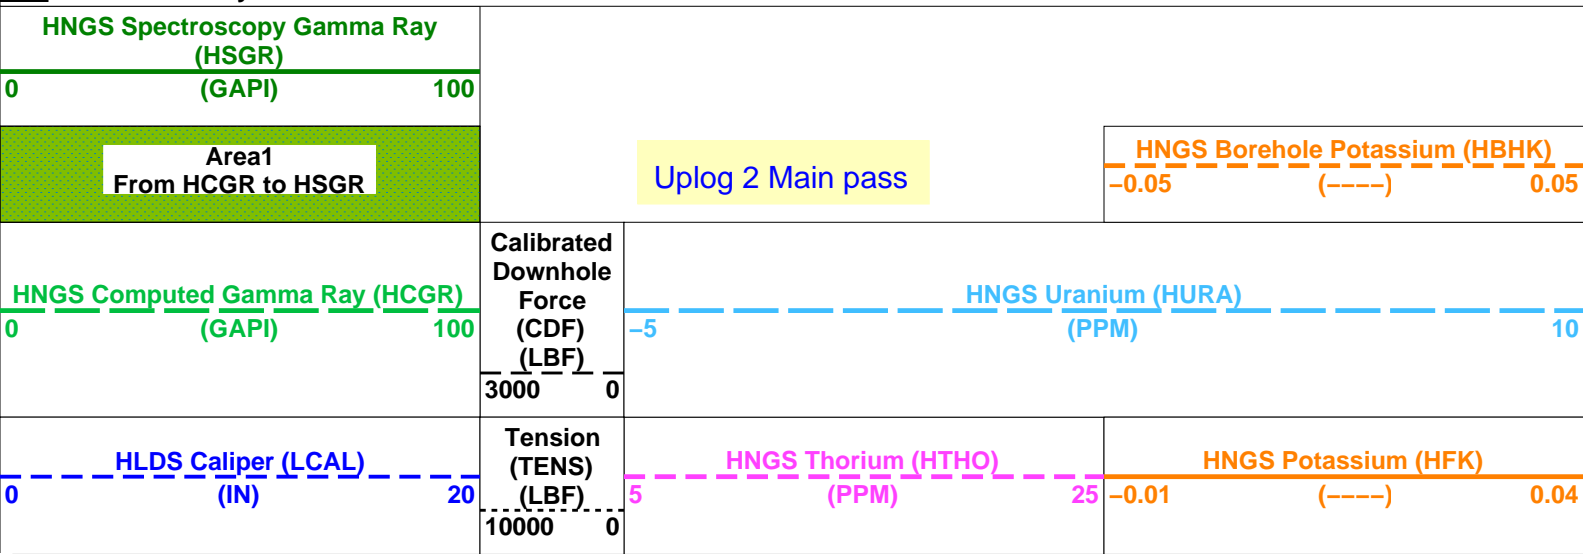 HNGS Spectroscopy Gamma Ray
(HSGR)
0 (GAPI) 100
Area1
From HCGR to HSGR
Uplog 2 Main pass
HNGS Borehole Potassium (HBHK)
−0.05 (−−−−) 0.05
HNGS Computed Gamma Ray (HCGR)
0 (GAPI) 100
Calibrated
Downhole
Force
(CDF)
(LBF)
3000 0
HNGS Uranium (HURA)
−5 (PPM) 10
HLDS Caliper (LCAL)
0 (IN) 20
Tension
(TENS)
(LBF)
10000 0
HNGS Thorium (HTHO)
5 (PPM) 25
HNGS Potassium (HFK)
−0.01 (−−−−) 0.04